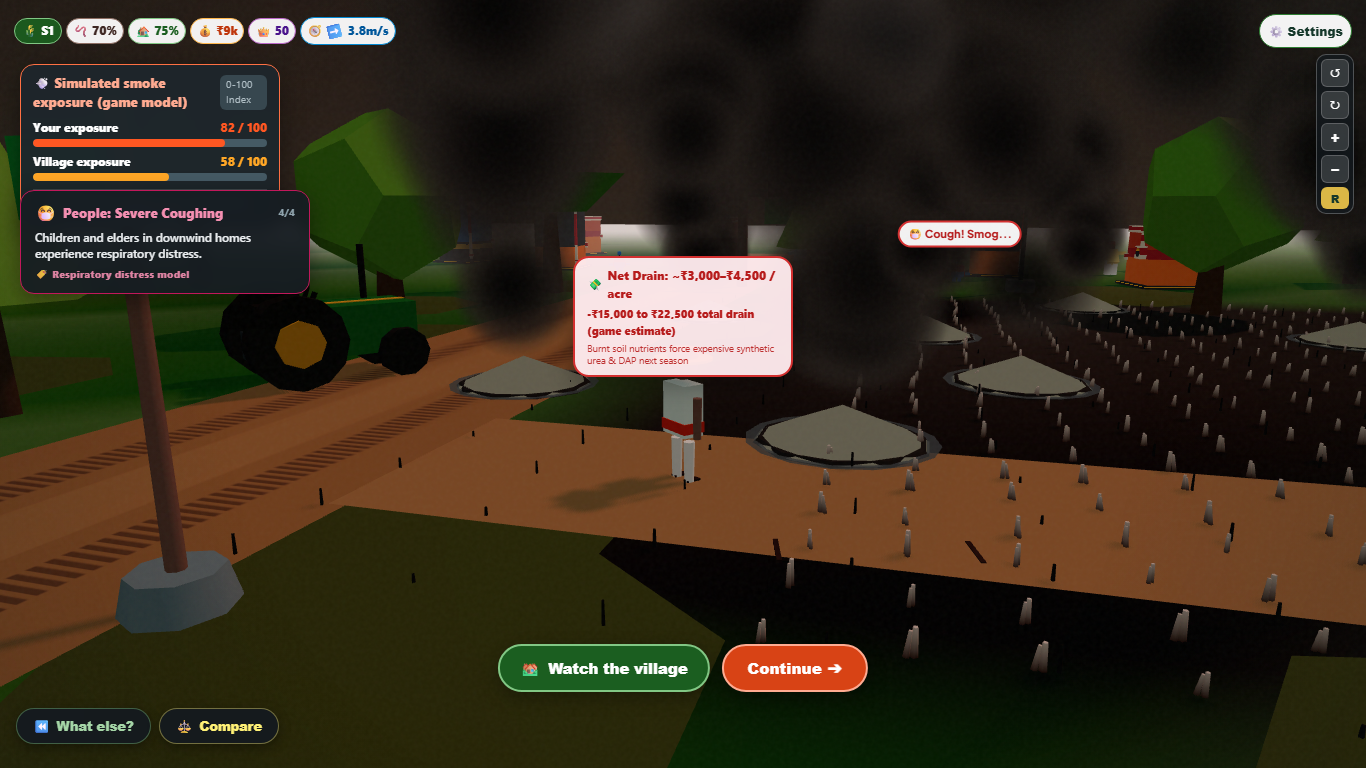 S1
70%
75%
₹9k
50
3.8m/s
Settings
Simulated smoke
exposure (game model)
0-100
Index
Your exposure 82 / 100
Village exposure 58 / 100
People: Severe Coughing 4/4
Children and elders in downwind homes
experience respiratory distress.
Respiratory distress model
Cough! Smog...
Net Drain: ~₹3,000–₹4,500 /
acre
-₹15,000 to ₹22,500 total drain
(game estimate)
Burnt soil nutrients force expensive synthetic
urea & DAP next season
↺
↻
+
−
R
Watch the village
Continue ➔
What else?
Compare